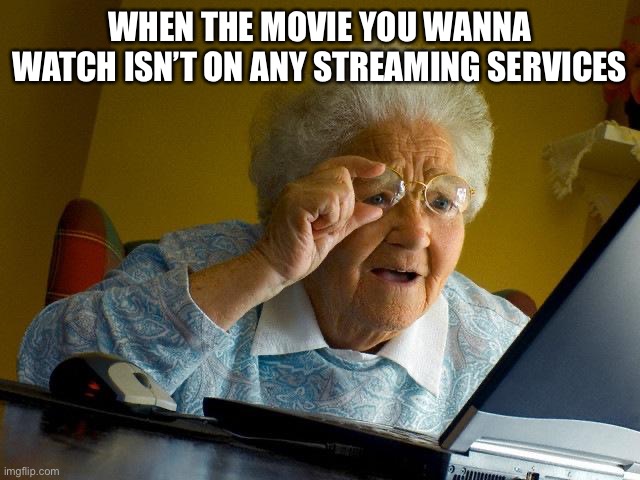 WHEN THE MOVIE YOU WANNA
WATCH ISN'T ON ANY STREAMING SERVICES
imgflip.com